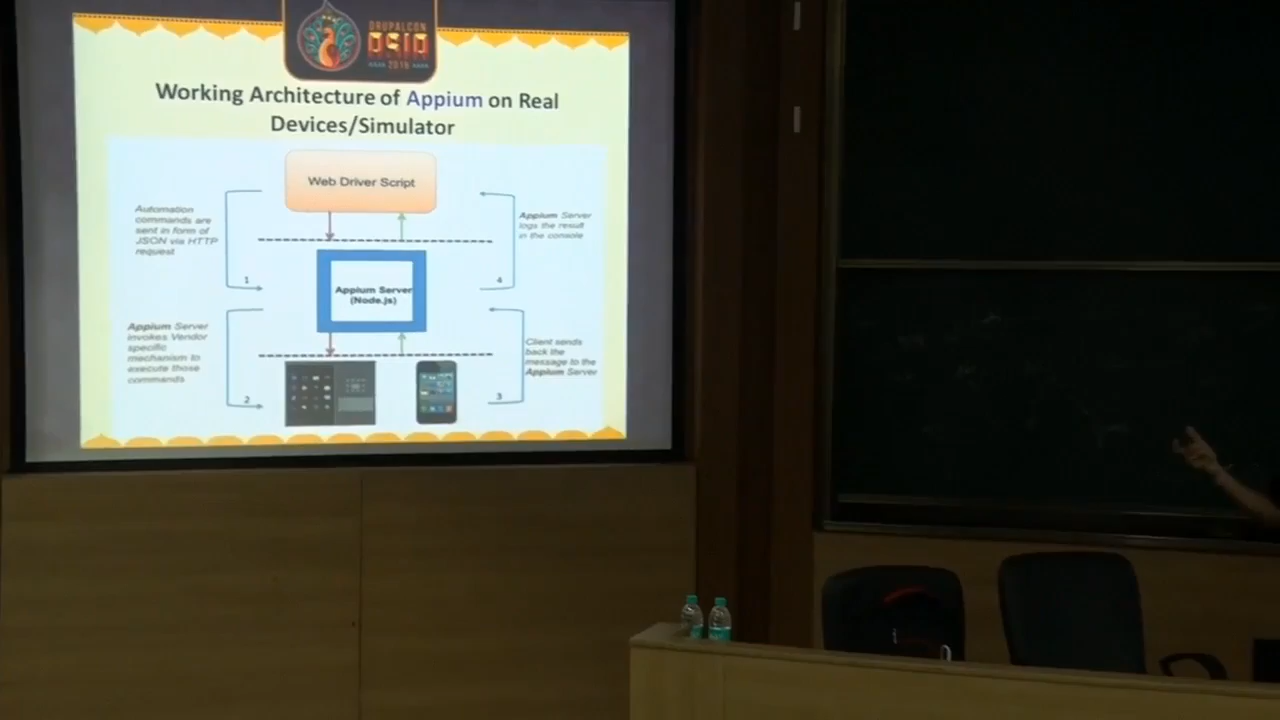 DRUPALCON
2016
Working Architecture of Appium on Real
Devices/Simulator
Web Driver Script
Automation
commands are
sent in form of
JSON via HTTP
request
1
Appium Server
logs the result
in the console
4
Appium Server
(Node.js)
Appium Server
invokes Vendor
specific
mechanism to
execute those
commands
2
Client sends
back the
message to the
Appium Server
3